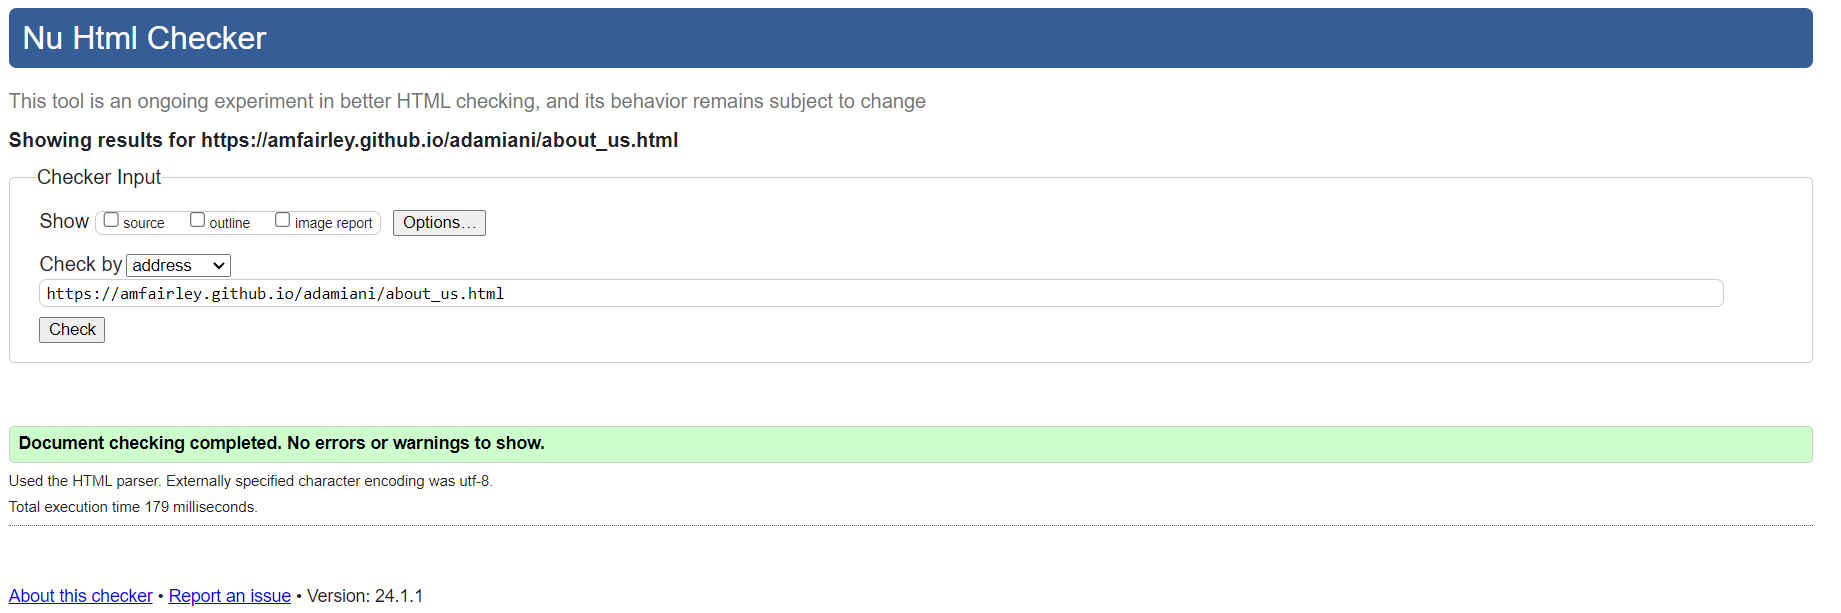 Nu Html Checker
This tool is an ongoing experiment in better HTML checking, and its behavior remains subject to change
Showing results for https://amfairley.github.io/adamiani/about_us.html
Checker Input
Show source outline image report Options...
Check by address
https://amfairley.github.io/adamiani/about_us.html
Check
Document checking completed. No errors or warnings to show.
Used the HTML parser. Externally specified character encoding was utf-8.
Total execution time 179 milliseconds.
About this checker • Report an issue • Version: 24.1.1